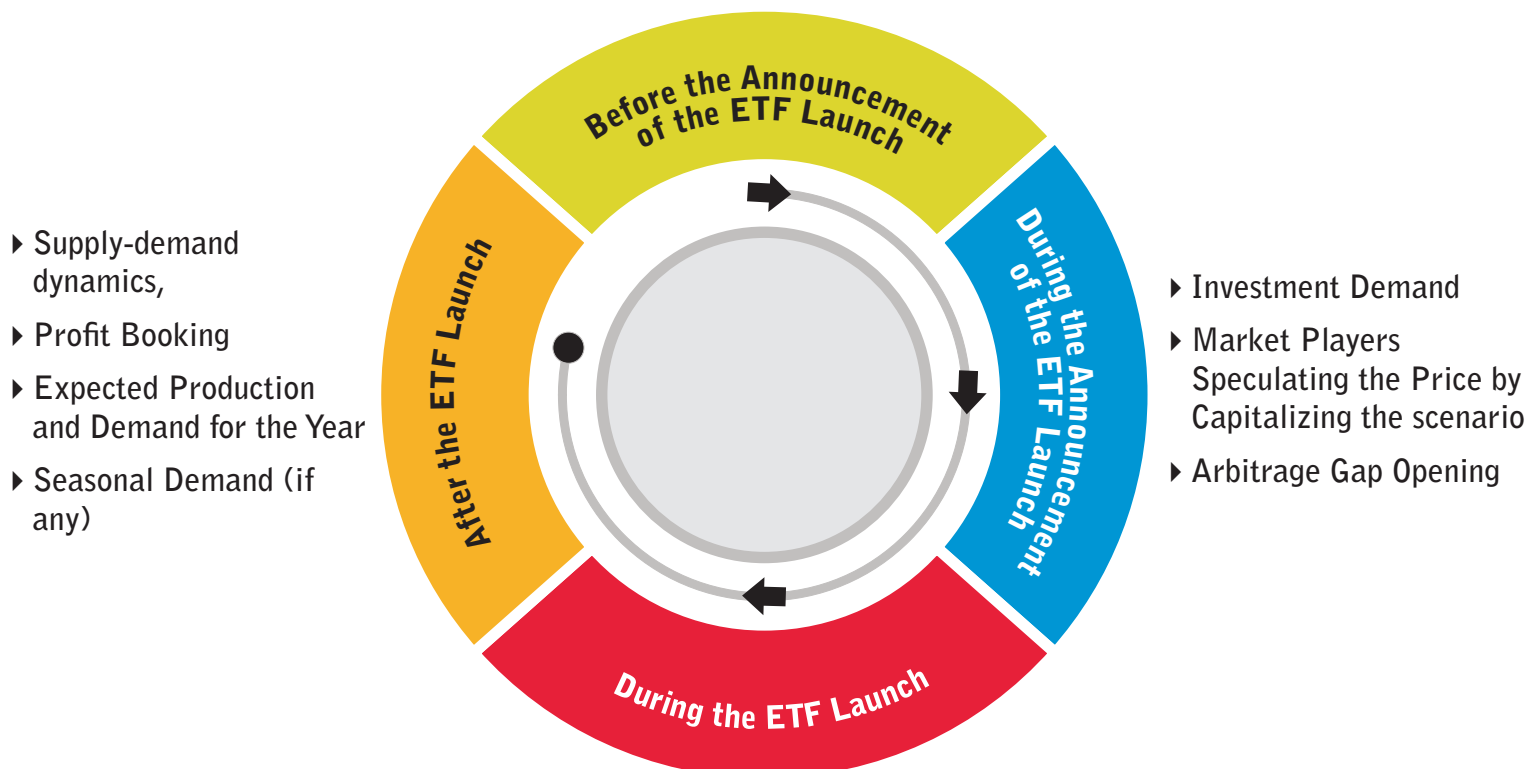 Before the Announcement
of the ETF Launch
During the Announcement
of the ETF Launch
During the ETF Launch
After the ETF Launch
▸ Supply-demand
dynamics,
▸ Profit Booking
▸ Expected Production
and Demand for the Year
▸ Seasonal Demand (if
any)
▸ Investment Demand
▸ Market Players
Speculating the Price by
Capitalizing the scenario
▸ Arbitrage Gap Opening